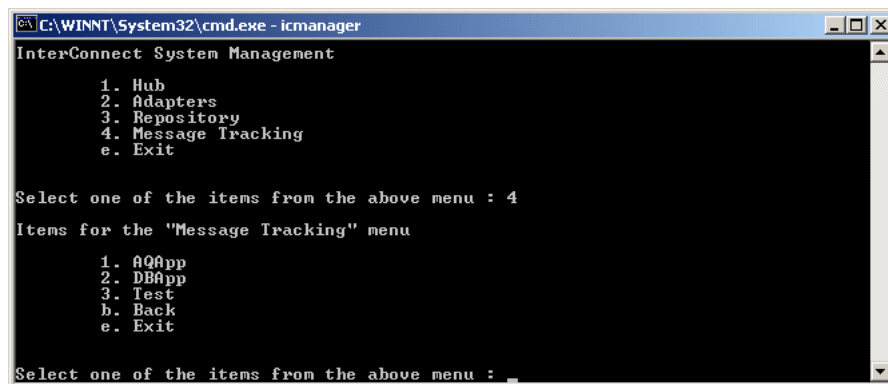 C:\WINNT\System32\cmd.exe - icmanager
InterConnect System Management
1. Hub
2. Adapters
3. Repository
4. Message Tracking
e. Exit
Select one of the items from the above menu : 4
Items for the "Message Tracking" menu
1. AQApp
2. DBApp
3. Test
b. Back
e. Exit
Select one of the items from the above menu : _